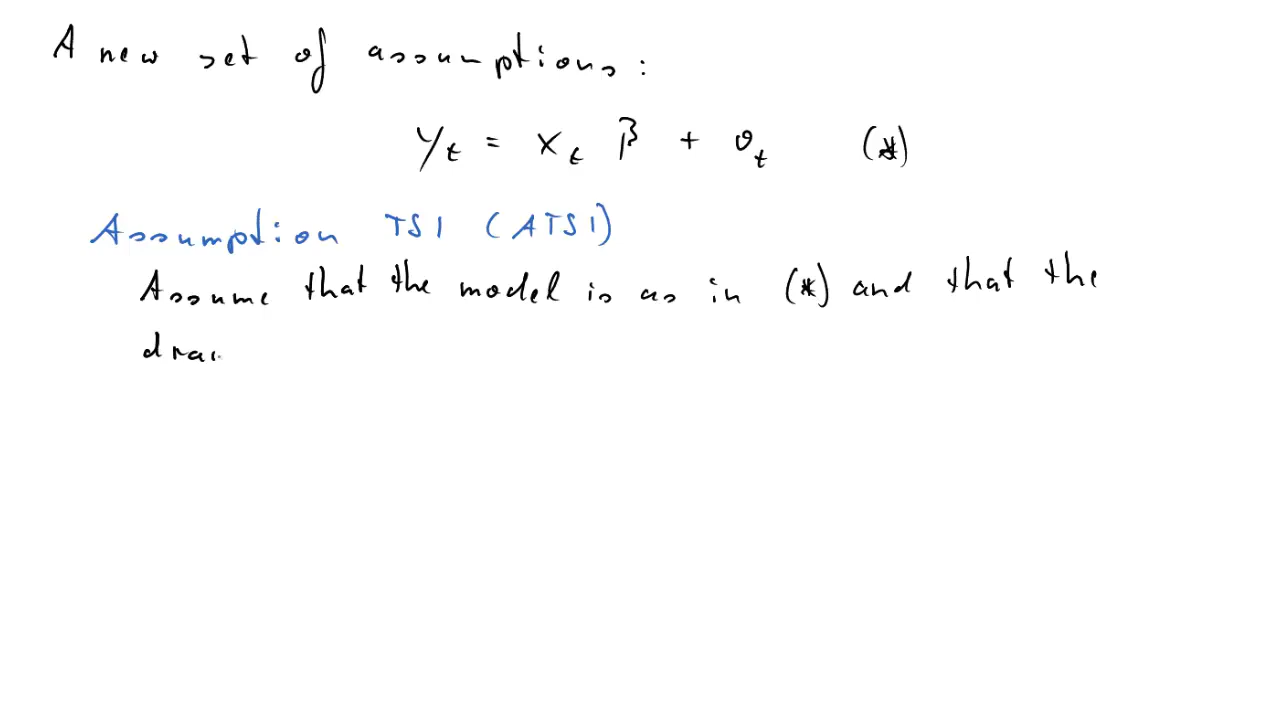 A new set of assumptions:
y_t = x_t β + υ_t (*)
Assumption TS1 (ATS1)
Assume that the model is as in (*) and that the